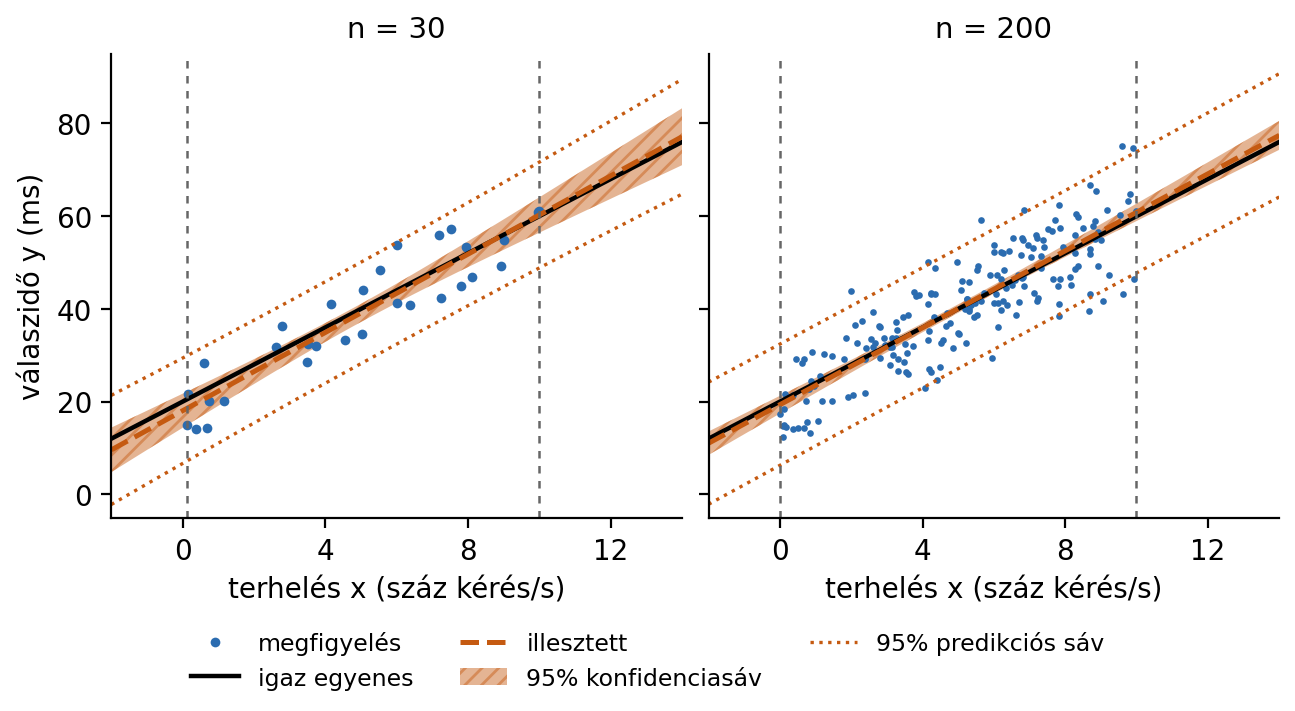 n = 30
n = 200
válaszidő y (ms)
80
60
40
20
0
0 4 8 12
0 4 8 12
terhelés x (száz kérés/s)
terhelés x (száz kérés/s)
megfigyelés
igaz egyenes
illesztett
95% konfidenciasáv
95% predikciós sáv